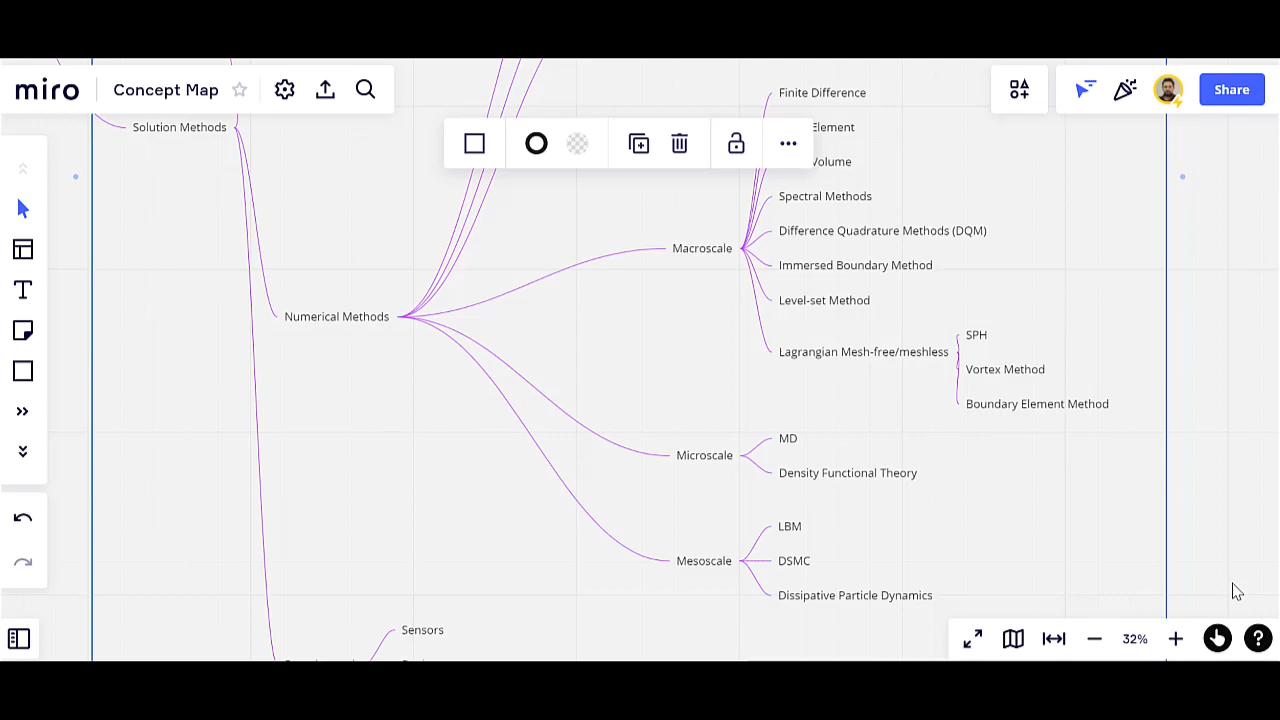 miro
Concept Map
Share
Solution Methods
Finite Difference
Element
Volume
Spectral Methods
Difference Quadrature Methods (DQM)
Macroscale
Immersed Boundary Method
Level-set Method
Numerical Methods
SPH
Lagrangian Mesh-free/meshless
Vortex Method
Boundary Element Method
MD
Microscale
Density Functional Theory
LBM
Mesoscale
DSMC
Dissipative Particle Dynamics
Sensors
32%